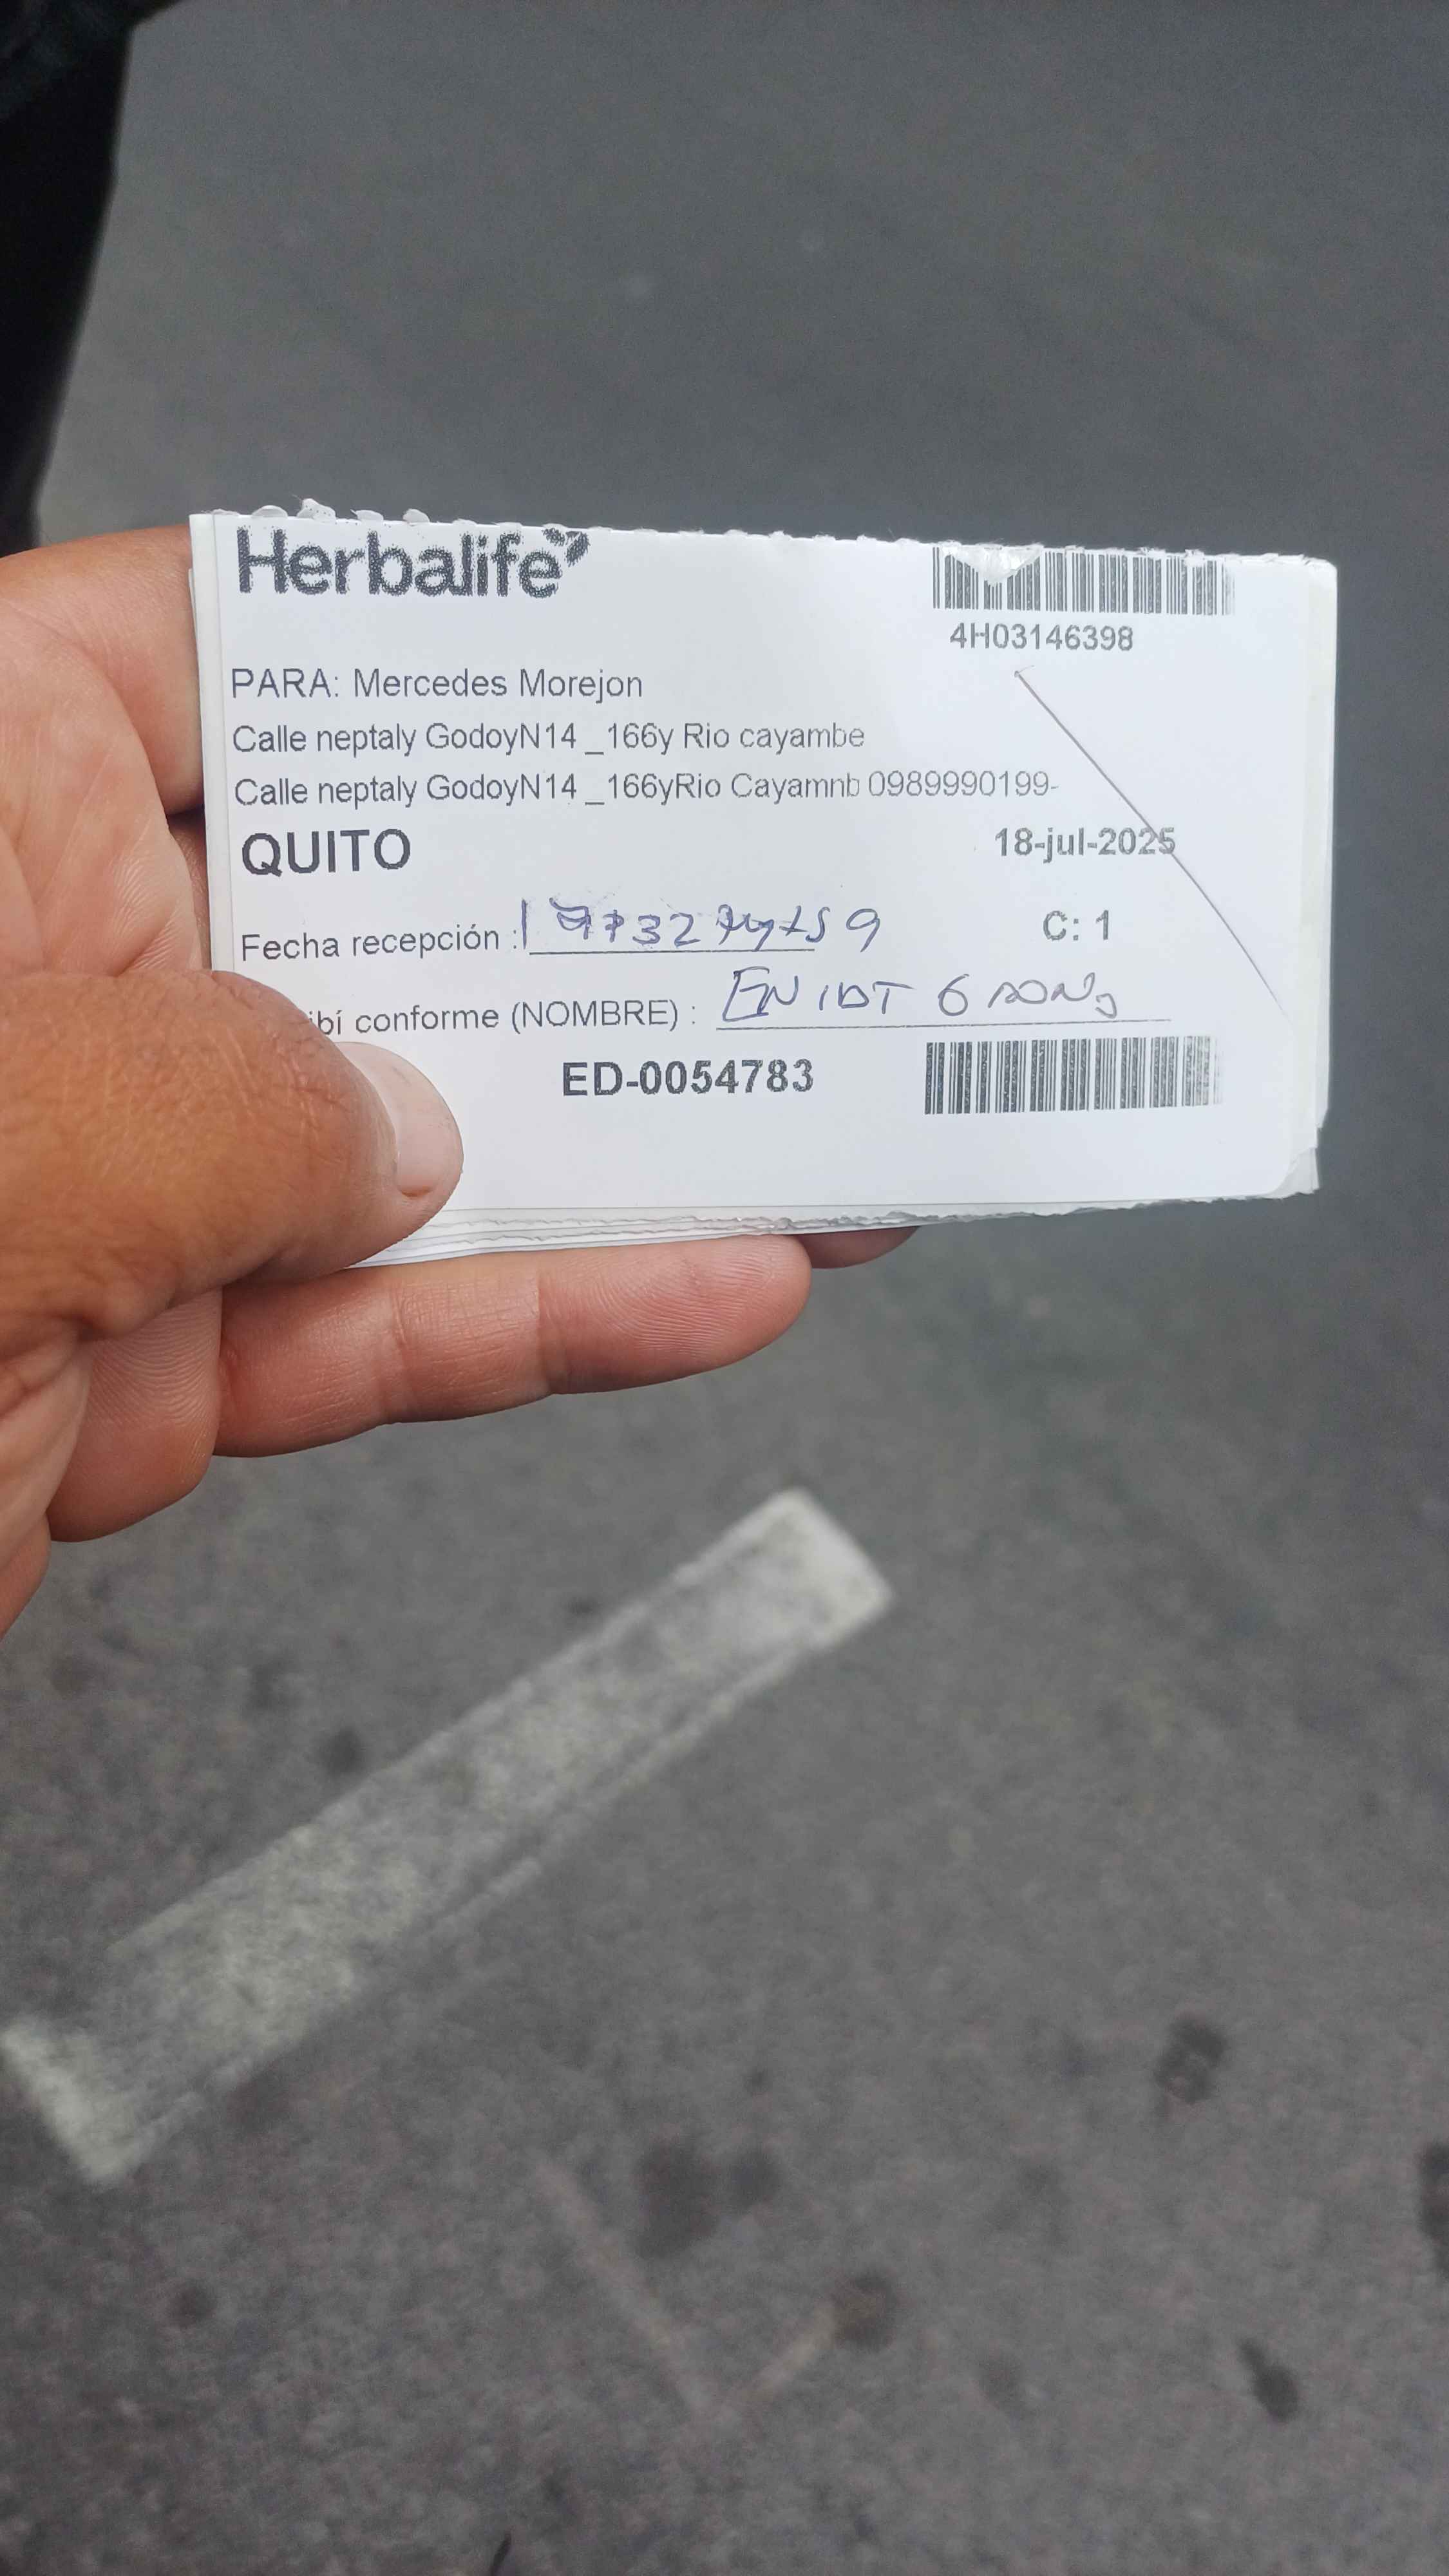 Herbalife
4H03146398
PARA: Mercedes Morejon
Calle neptaly GodoyN14 _166y Rio cayambe
Calle neptaly GodoyN14 _166yRio Cayamnb 0989990199-
QUITO 18-jul-2025
Fecha recepción : C: 1
ibí conforme (NOMBRE) :
ED-0054783